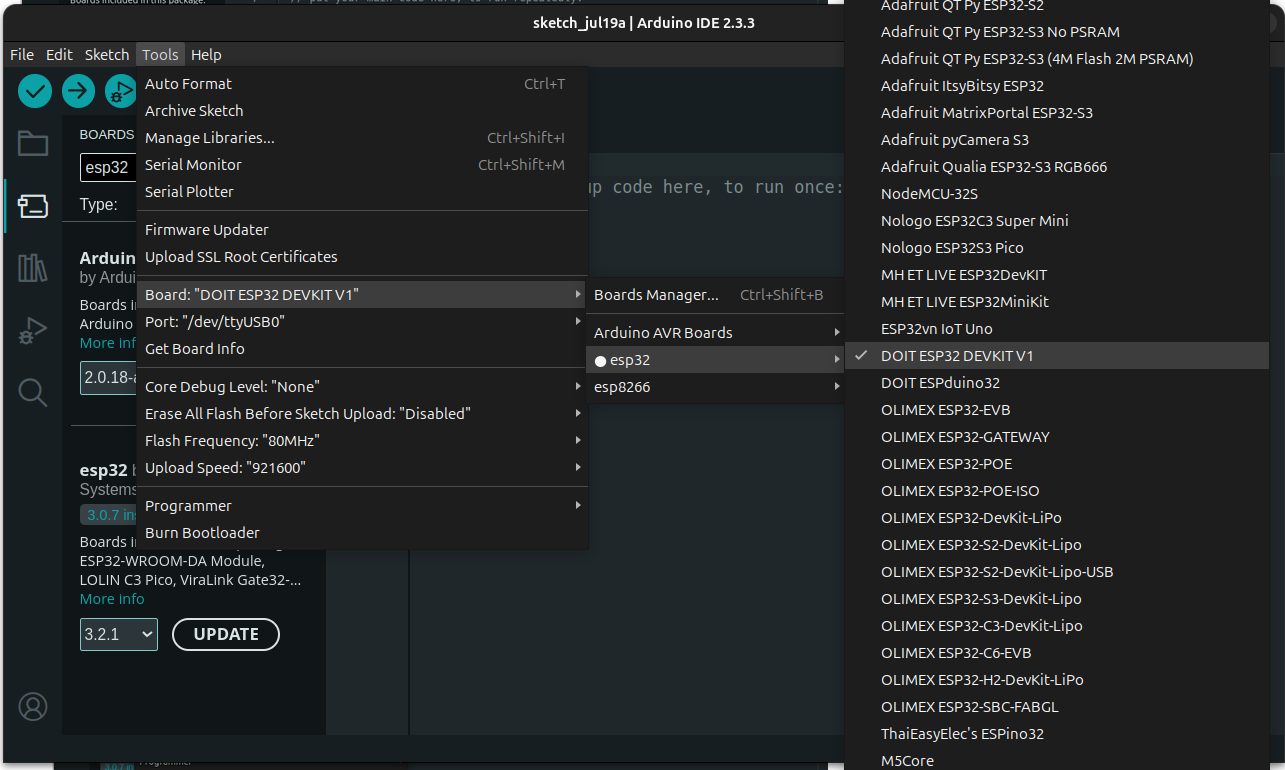 Boards included in this package:
// put your main code here, to run repeatedly:
sketch_jul19a | Arduino IDE 2.3.3
File Edit Sketch Tools Help
BOARDS
esp32
Type:
Arduin
by Ardui
Boards i
Arduino
More inf
2.0.18-a
esp32 b
Systems
3.0.7 ins
Boards i
ESP32-WROOM-DA Module,
LOLIN C3 Pico, ViraLink Gate32-...
More info
3.2.1 UPDATE
Auto Format Ctrl+T
Archive Sketch
Manage Libraries... Ctrl+Shift+I
Serial Monitor Ctrl+Shift+M
Serial Plotter
Firmware Updater
Upload SSL Root Certificates
Board: "DOIT ESP32 DEVKIT V1"
Port: "/dev/ttyUSB0"
Get Board Info
Core Debug Level: "None"
Erase All Flash Before Sketch Upload: "Disabled"
Flash Frequency: "80MHz"
Upload Speed: "921600"
Programmer
Burn Bootloader
up code here, to run once:
Boards Manager... Ctrl+Shift+B
Arduino AVR Boards
esp32
esp8266
Adafruit QT Py ESP32-S2
Adafruit QT Py ESP32-S3 No PSRAM
Adafruit QT Py ESP32-S3 (4M Flash 2M PSRAM)
Adafruit ItsyBitsy ESP32
Adafruit MatrixPortal ESP32-S3
Adafruit pyCamera S3
Adafruit Qualia ESP32-S3 RGB666
NodeMCU-32S
Nologo ESP32C3 Super Mini
Nologo ESP32S3 Pico
MH ET LIVE ESP32DevKIT
MH ET LIVE ESP32MiniKit
ESP32vn IoT Uno
DOIT ESP32 DEVKIT V1
DOIT ESPduino32
OLIMEX ESP32-EVB
OLIMEX ESP32-GATEWAY
OLIMEX ESP32-POE
OLIMEX ESP32-POE-ISO
OLIMEX ESP32-DevKit-LiPo
OLIMEX ESP32-S2-DevKit-Lipo
OLIMEX ESP32-S2-DevKit-Lipo-USB
OLIMEX ESP32-S3-DevKit-Lipo
OLIMEX ESP32-C3-DevKit-Lipo
OLIMEX ESP32-C6-EVB
OLIMEX ESP32-H2-DevKit-LiPo
OLIMEX ESP32-SBC-FABGL
ThaiEasyElec's ESPino32
M5Core
3.0.7 in
Programmer